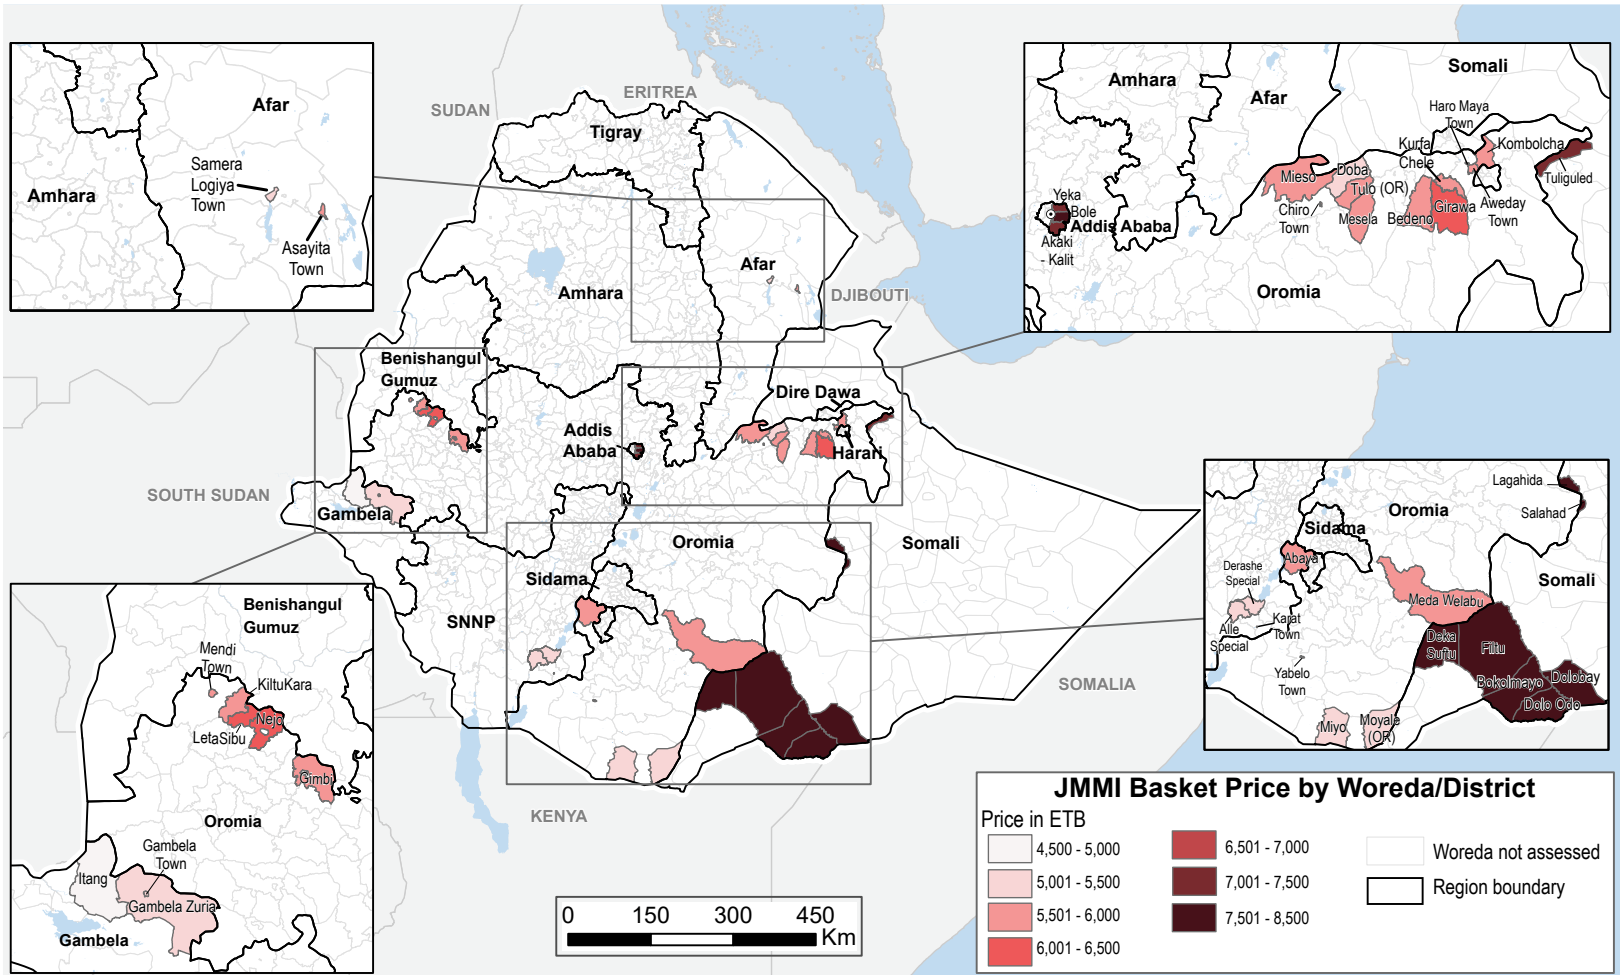 SUDAN
ERITREA
Tigray
Amhara
Afar
DJIBOUTI
Benishangul
Gumuz
Dire Dawa
Addis
Ababa
Harari
SOUTH SUDAN
Gambela
Oromia
Somali
Sidama
SNNP
SOMALIA
KENYA
Afar
Samera
Logiya
Town
Amhara
Asayita
Town
Somali
Amhara
Afar
Haro Maya
Town
Kurfa
Chele
Kombolcha
Doba
Mieso
Tulo (OR)
Tuliguled
Yeka
Bole
Chiro
Town
Mesela
Bedeno
Girawa
Aweday
Town
Addis Ababa
Akaki
- Kalit
Oromia
Lagahida
Oromia
Salahad
Sidama
Abaya
Derashe
Special
Somali
Meda Welabu
Alle
Special
Karat
Town
Deka
Suftu
Filtu
Yabelo
Town
Bokolmayo
Dolobay
Dolo Odo
Miyo
Moyale
(OR)
Benishangul
Gumuz
Mendi
Town
KiltuKara
Nejo
LetaSibu
Gimbi
Oromia
Gambela
Town
Itang
Gambela Zuria
Gambela
0 150 300 450
Km
JMMI Basket Price by Woreda/District
Price in ETB
4,500 - 5,000
5,001 - 5,500
5,501 - 6,000
6,001 - 6,500
6,501 - 7,000
7,001 - 7,500
7,501 - 8,500
Woreda not assessed
Region boundary